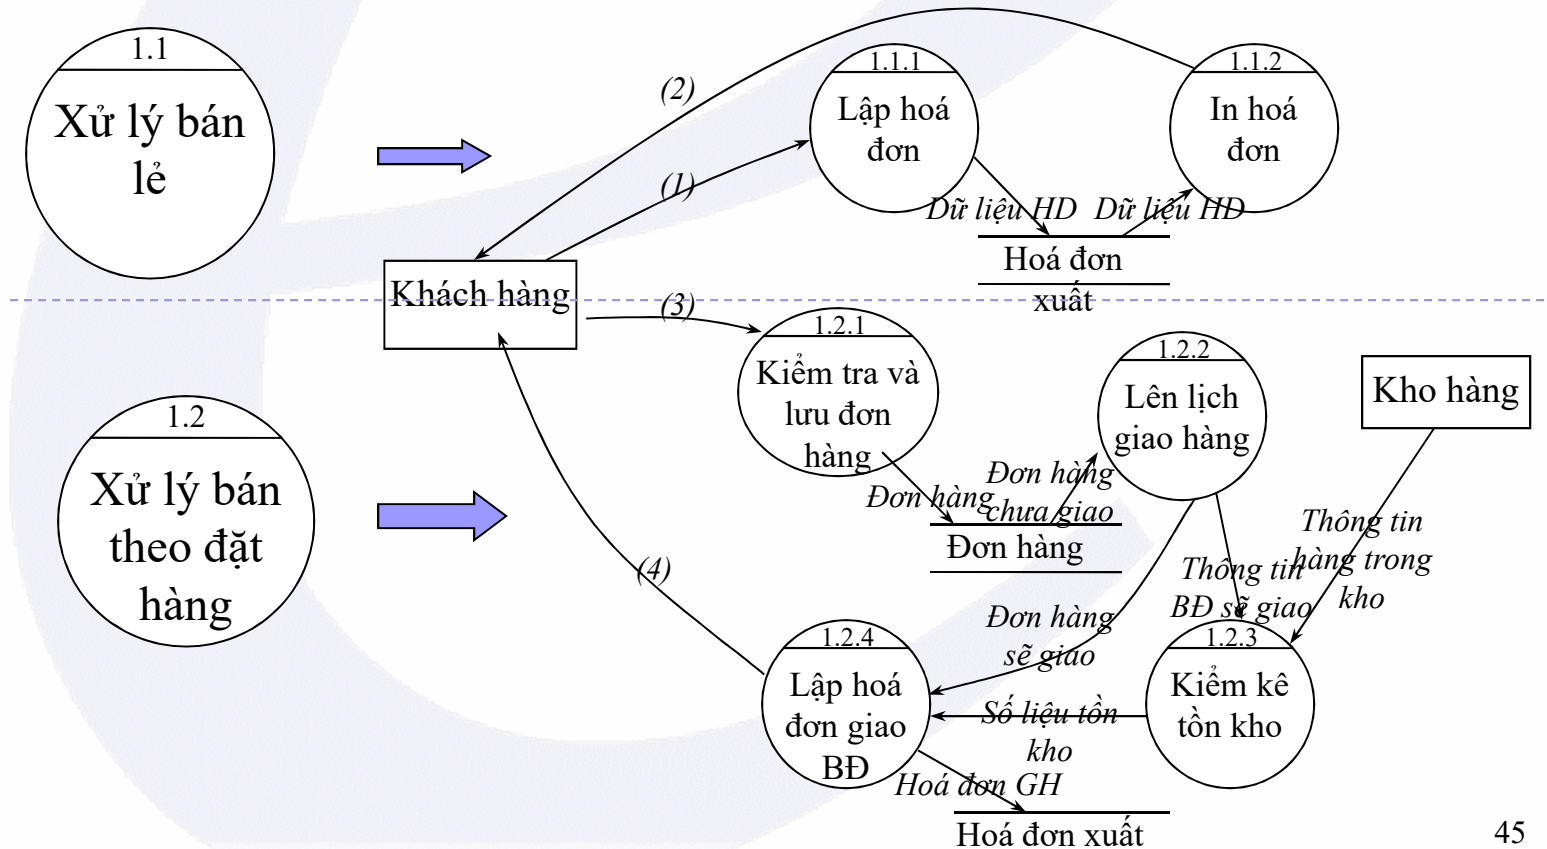 1.1
Xử lý bán
lẻ
(2)
(1)
1.1.1
Lập hoá
đơn
1.1.2
In hoá
đơn
Dữ liệu HD
Dữ liệu HD
Hoá đơn
xuất
Khách hàng
(3)
1.2.1
Kiểm tra và
lưu đơn
hàng
1.2.2
Lên lịch
giao hàng
Kho hàng
1.2
Xử lý bán
theo đặt
hàng
Đơn hàng
Đơn hàng
chưa giao
Đơn hàng
Thông tin
hàng trong
kho
Thông tin
BĐ sẽ giao
(4)
Đơn hàng
sẽ giao
1.2.4
Lập hoá
đơn giao
BĐ
1.2.3
Kiểm kê
tồn kho
Số liệu tồn
kho
Hoá đơn GH
Hoá đơn xuất
45